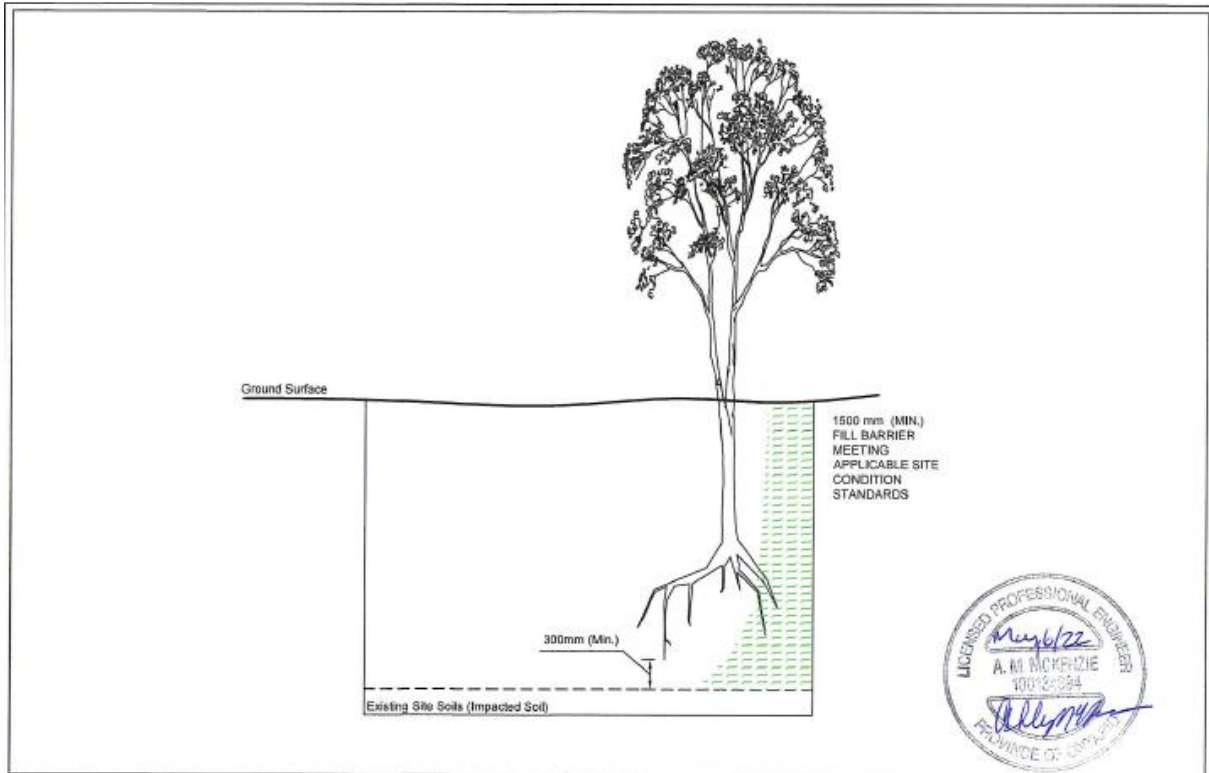 Ground Surface
1500 mm (MIN.)
FILL BARRIER
MEETING
APPLICABLE SITE
CONDITION
STANDARDS
300mm (Min.)
Existing Site Soils (Impacted Soil)
LICENSED PROFESSIONAL ENGINEER
May 6/22
A. M. MCKENZIE
PROVINCE OF ONTARIO